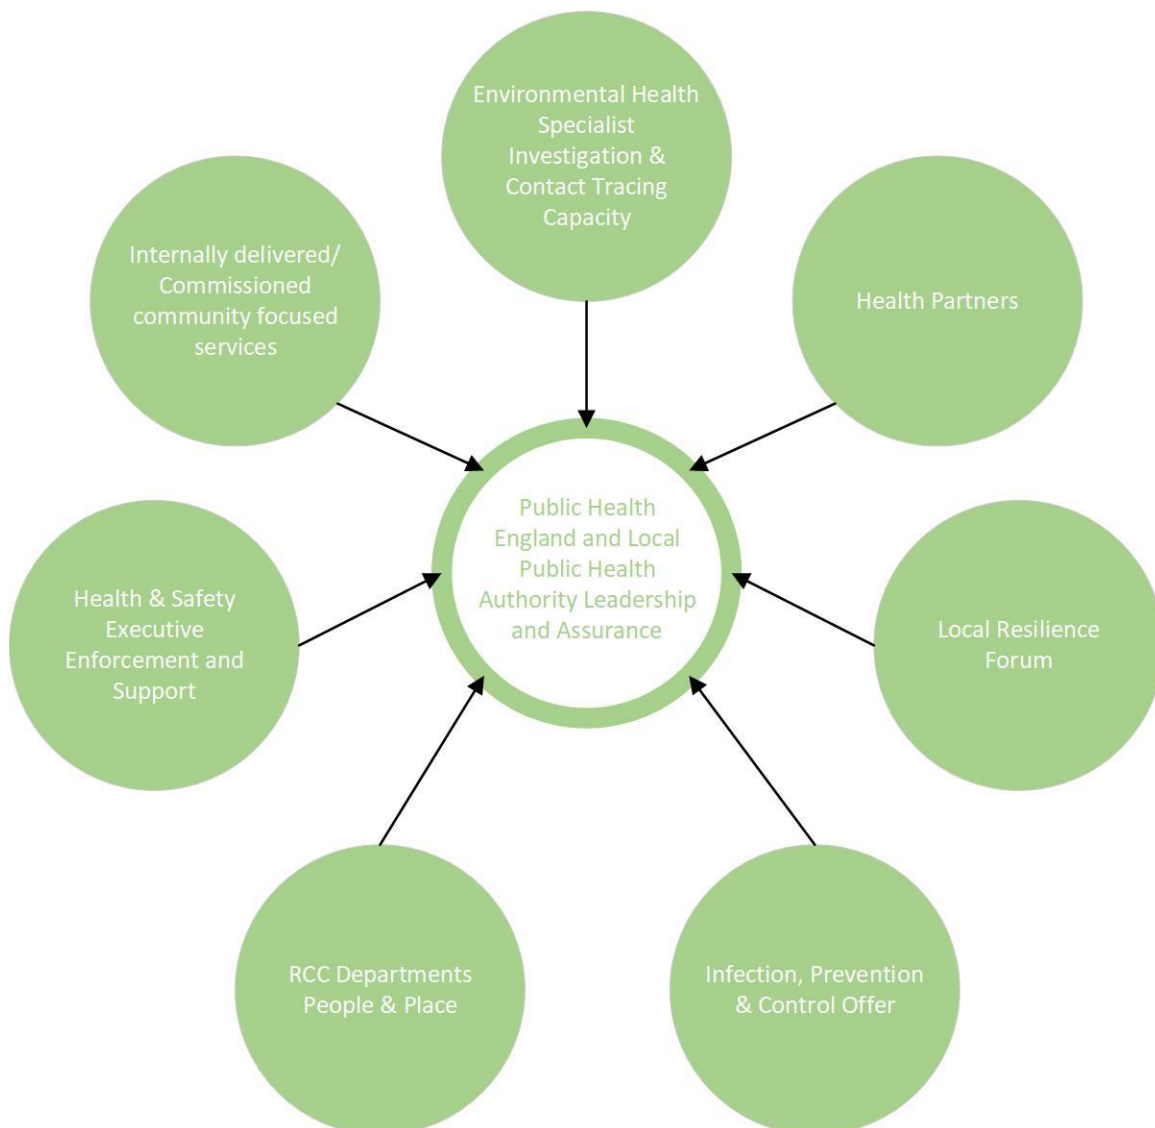 Environmental Health
Specialist
Investigation &
Contact Tracing
Capacity
Internally delivered/
Commissioned
community focused
services
Health Partners
Public Health
England and Local
Public Health
Authority Leadership
and Assurance
Health & Safety
Executive
Enforcement and
Support
Local Resilience
Forum
RCC Departments
People & Place
Infection, Prevention
& Control Offer